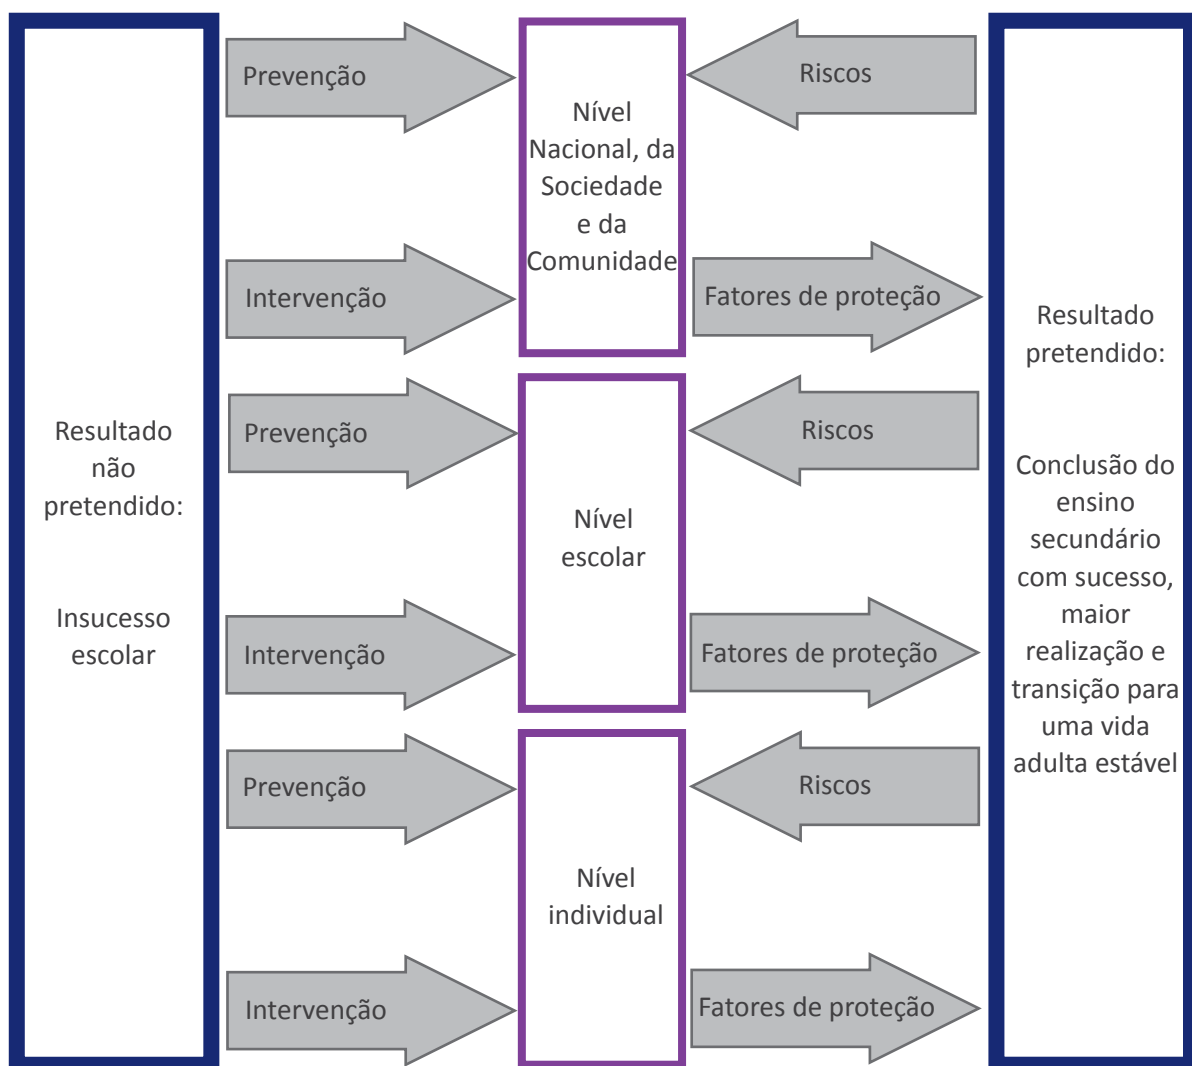 Prevenção
Riscos
Nível
Nacional, da
Sociedade
e da
Comunidade
Intervenção
Fatores de proteção
Prevenção
Riscos
Nível
escolar
Intervenção
Fatores de proteção
Prevenção
Riscos
Nível
individual
Intervenção
Fatores de proteção
Resultado
não
pretendido:
Insucesso
escolar
Resultado
pretendido:
Conclusão do
ensino
secundário
com sucesso,
maior
realização e
transição para
uma vida
adulta estável